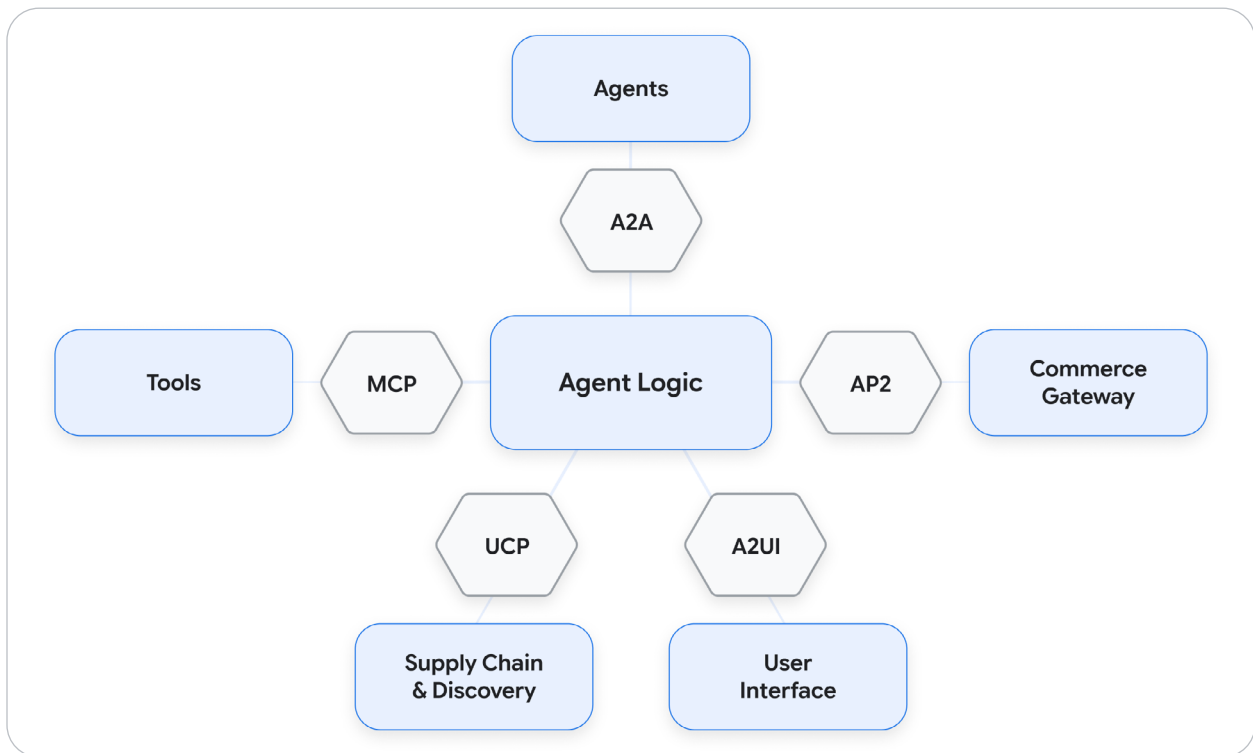 Agents
A2A
Tools
MCP
Agent Logic
AP2
Commerce
Gateway
UCP
A2UI
Supply Chain
& Discovery
User
Interface